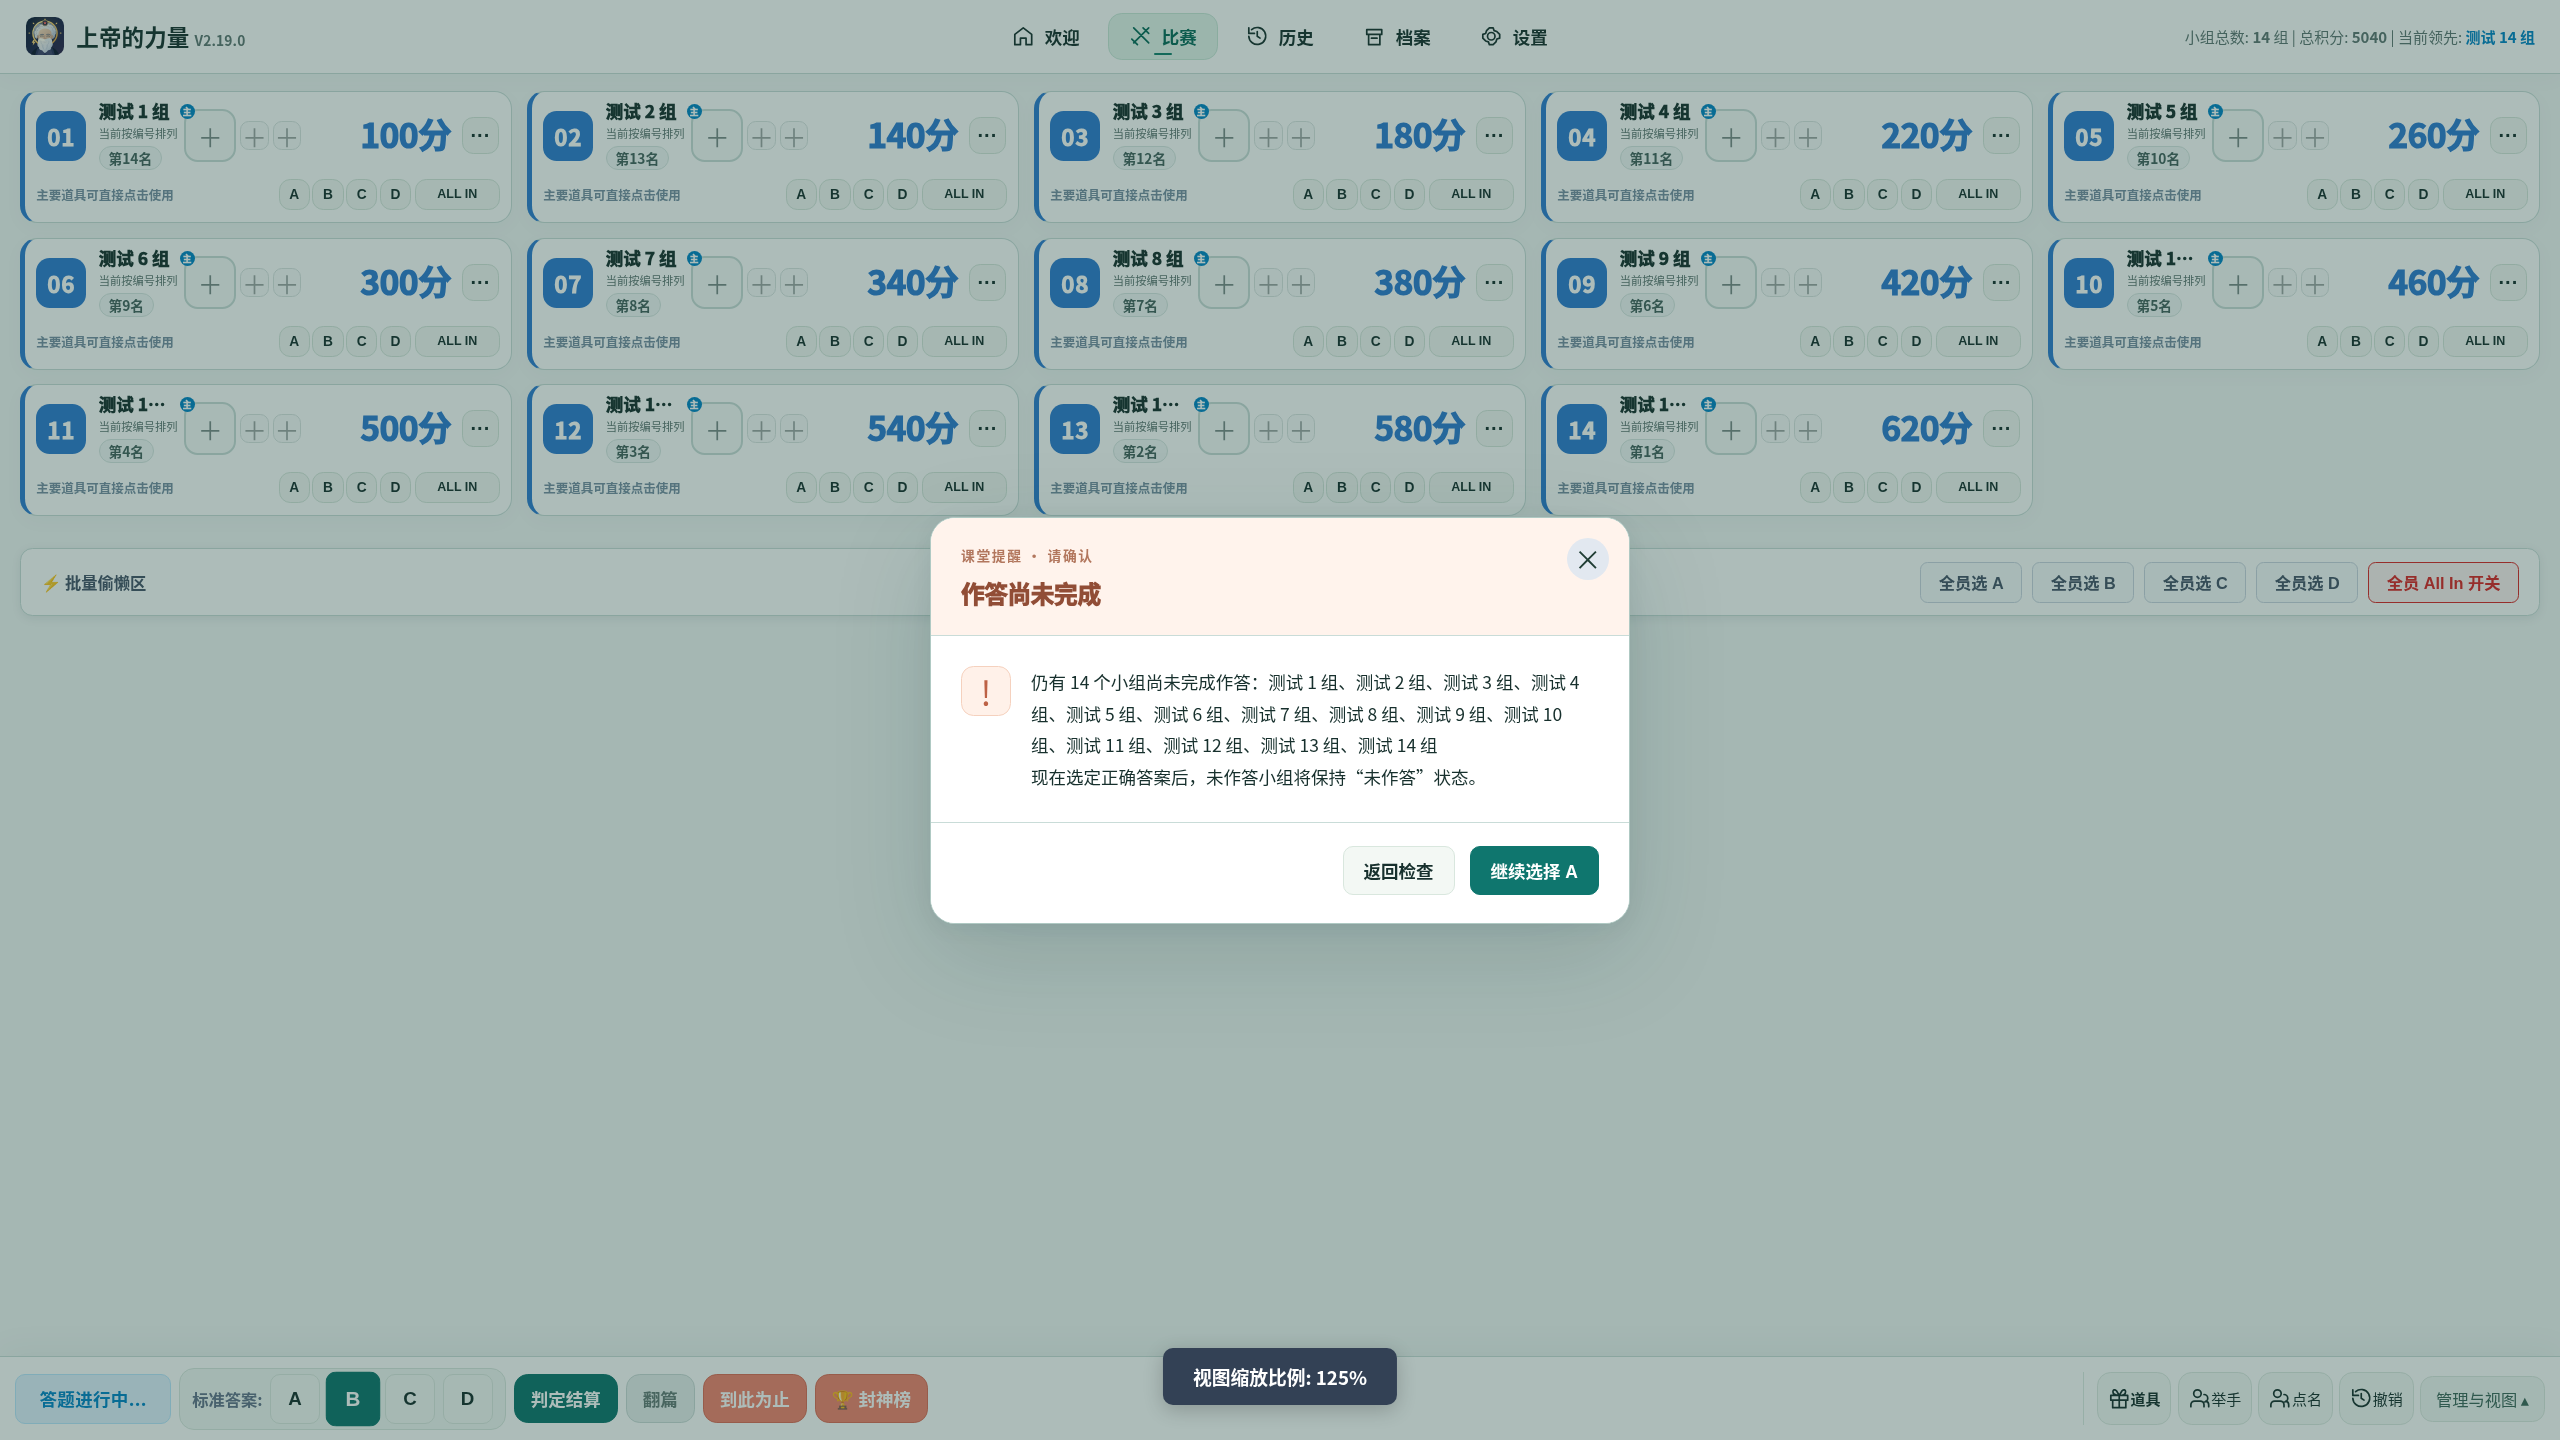 上帝的力量 V2.19.0
欢迎
比赛
历史
档案
设置
小组总数: 14 组 | 总积分: 5040 | 当前领先: 测试 14 组
01
测试 1 组
当前按编号排列
第14名
主
100分
主要道具可直接点击使用
A B C D ALL IN
02
测试 2 组
当前按编号排列
第13名
主
140分
主要道具可直接点击使用
A B C D ALL IN
03
测试 3 组
当前按编号排列
第12名
主
180分
主要道具可直接点击使用
A B C D ALL IN
04
测试 4 组
当前按编号排列
第11名
主
220分
主要道具可直接点击使用
A B C D ALL IN
05
测试 5 组
当前按编号排列
第10名
主
260分
主要道具可直接点击使用
A B C D ALL IN
06
测试 6 组
当前按编号排列
第9名
主
300分
主要道具可直接点击使用
A B C D ALL IN
07
测试 7 组
当前按编号排列
第8名
主
340分
主要道具可直接点击使用
A B C D ALL IN
08
测试 8 组
当前按编号排列
第7名
主
380分
主要道具可直接点击使用
A B C D ALL IN
09
测试 9 组
当前按编号排列
第6名
主
420分
主要道具可直接点击使用
A B C D ALL IN
10
测试 1…
当前按编号排列
第5名
主
460分
主要道具可直接点击使用
A B C D ALL IN
11
测试 1…
当前按编号排列
第4名
主
500分
主要道具可直接点击使用
A B C D ALL IN
12
测试 1…
当前按编号排列
第3名
主
540分
主要道具可直接点击使用
A B C D ALL IN
13
测试 1…
当前按编号排列
第2名
主
580分
主要道具可直接点击使用
A B C D ALL IN
14
测试 1…
当前按编号排列
第1名
主
620分
主要道具可直接点击使用
A B C D ALL IN
⚡ 批量偷懒区
全员选 A
全员选 B
全员选 C
全员选 D
全员 All In 开关
课堂提醒 · 请确认
作答尚未完成
仍有 14 个小组尚未完成作答：测试 1 组、测试 2 组、测试 3 组、测试 4
组、测试 5 组、测试 6 组、测试 7 组、测试 8 组、测试 9 组、测试 10
组、测试 11 组、测试 12 组、测试 13 组、测试 14 组
现在选定正确答案后，未作答小组将保持“未作答”状态。
返回检查
继续选择 A
视图缩放比例: 125%
答题进行中...
标准答案: A B C D
判定结算
翻篇
到此为止
🏆 封神榜
道具
举手
点名
撤销
管理与视图 ▴